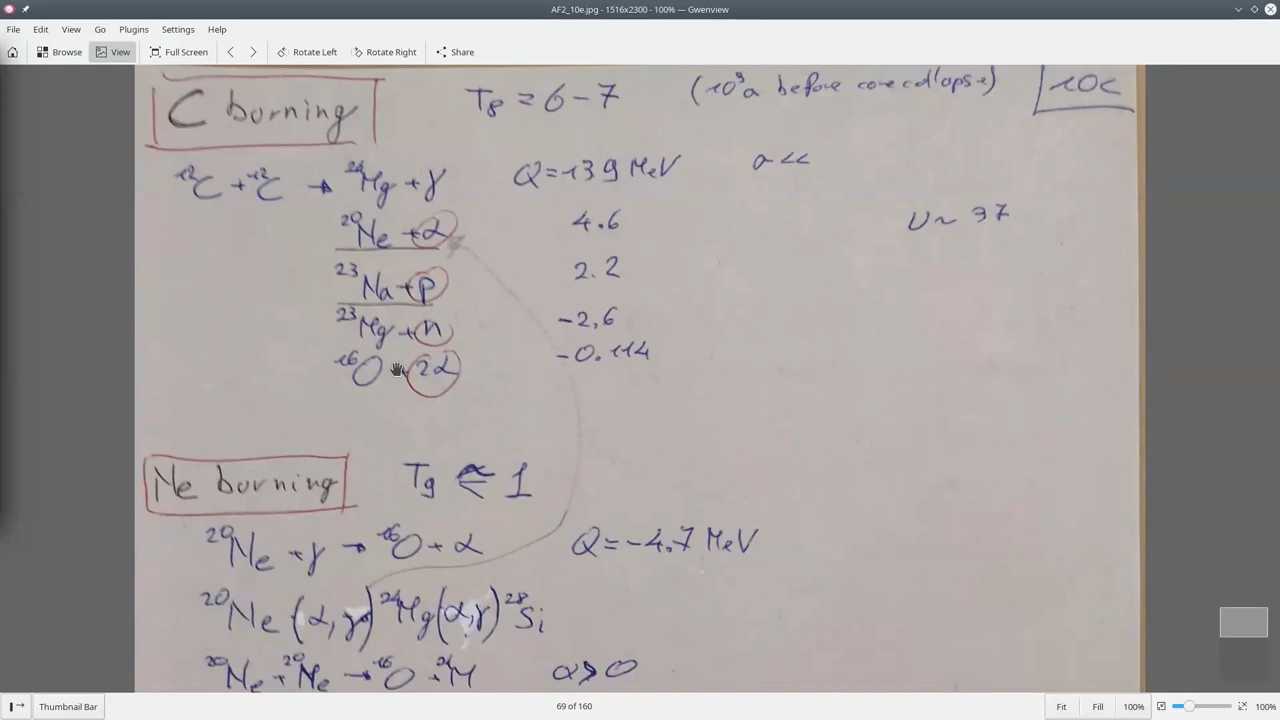 AF2_10e.jpg - 1516x2300 - 100% — Gwenview
File Edit View Go Plugins Settings Help
Browse View Full Screen Rotate Left Rotate Right Share
C burning T8 = 6-7 (10³a before core collapse) 10c
¹²C + ¹²C → ²⁴Mg + γ Q = 13.9 MeV a <<
²⁰Ne + α 4.6 ν ~ 37
²³Na + p 2.2
²³Mg + n -2,6
¹⁶O + 2α -0.114
Ne burning T9 ≲ 1
²⁰Ne + γ → ¹⁶O + α Q = -4.7 MeV
²⁰Ne (α,γ) ²⁴Mg (α,γ) ²⁸Si
²⁰Ne + ²⁰Ne → ¹⁶O + ²⁴M Q > 0
Thumbnail Bar 69 of 160 Fit Fill 100% 100%